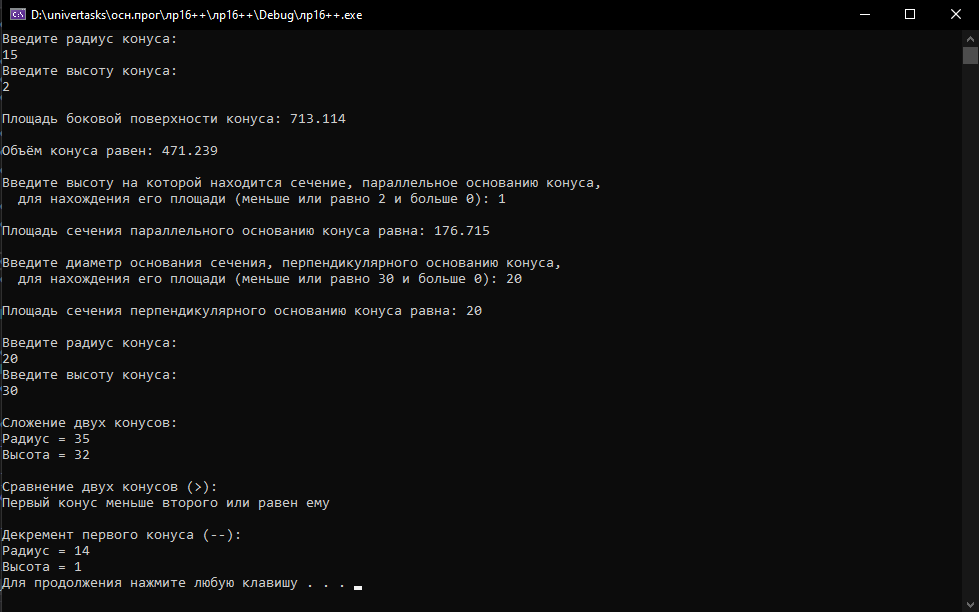 D:\univertasks\осн.прог\лр16++\лр16++\Debug\лр16++.exe
Введите радиус конуса:
15
Введите высоту конуса:
2
Площадь боковой поверхности конуса: 713.114
Объём конуса равен: 471.239
Введите высоту на которой находится сечение, параллельное основанию конуса,
для нахождения его площади (меньше или равно 2 и больше 0): 1
Площадь сечения параллельного основанию конуса равна: 176.715
Введите диаметр основания сечения, перпендикулярного основанию конуса,
для нахождения его площади (меньше или равно 30 и больше 0): 20
Площадь сечения перпендикулярного основанию конуса равна: 20
Введите радиус конуса:
20
Введите высоту конуса:
30
Сложение двух конусов:
Радиус = 35
Высота = 32
Сравнение двух конусов (>):
Первый конус меньше второго или равен ему
Декремент первого конуса (--):
Радиус = 14
Высота = 1
Для продолжения нажмите любую клавишу . . .